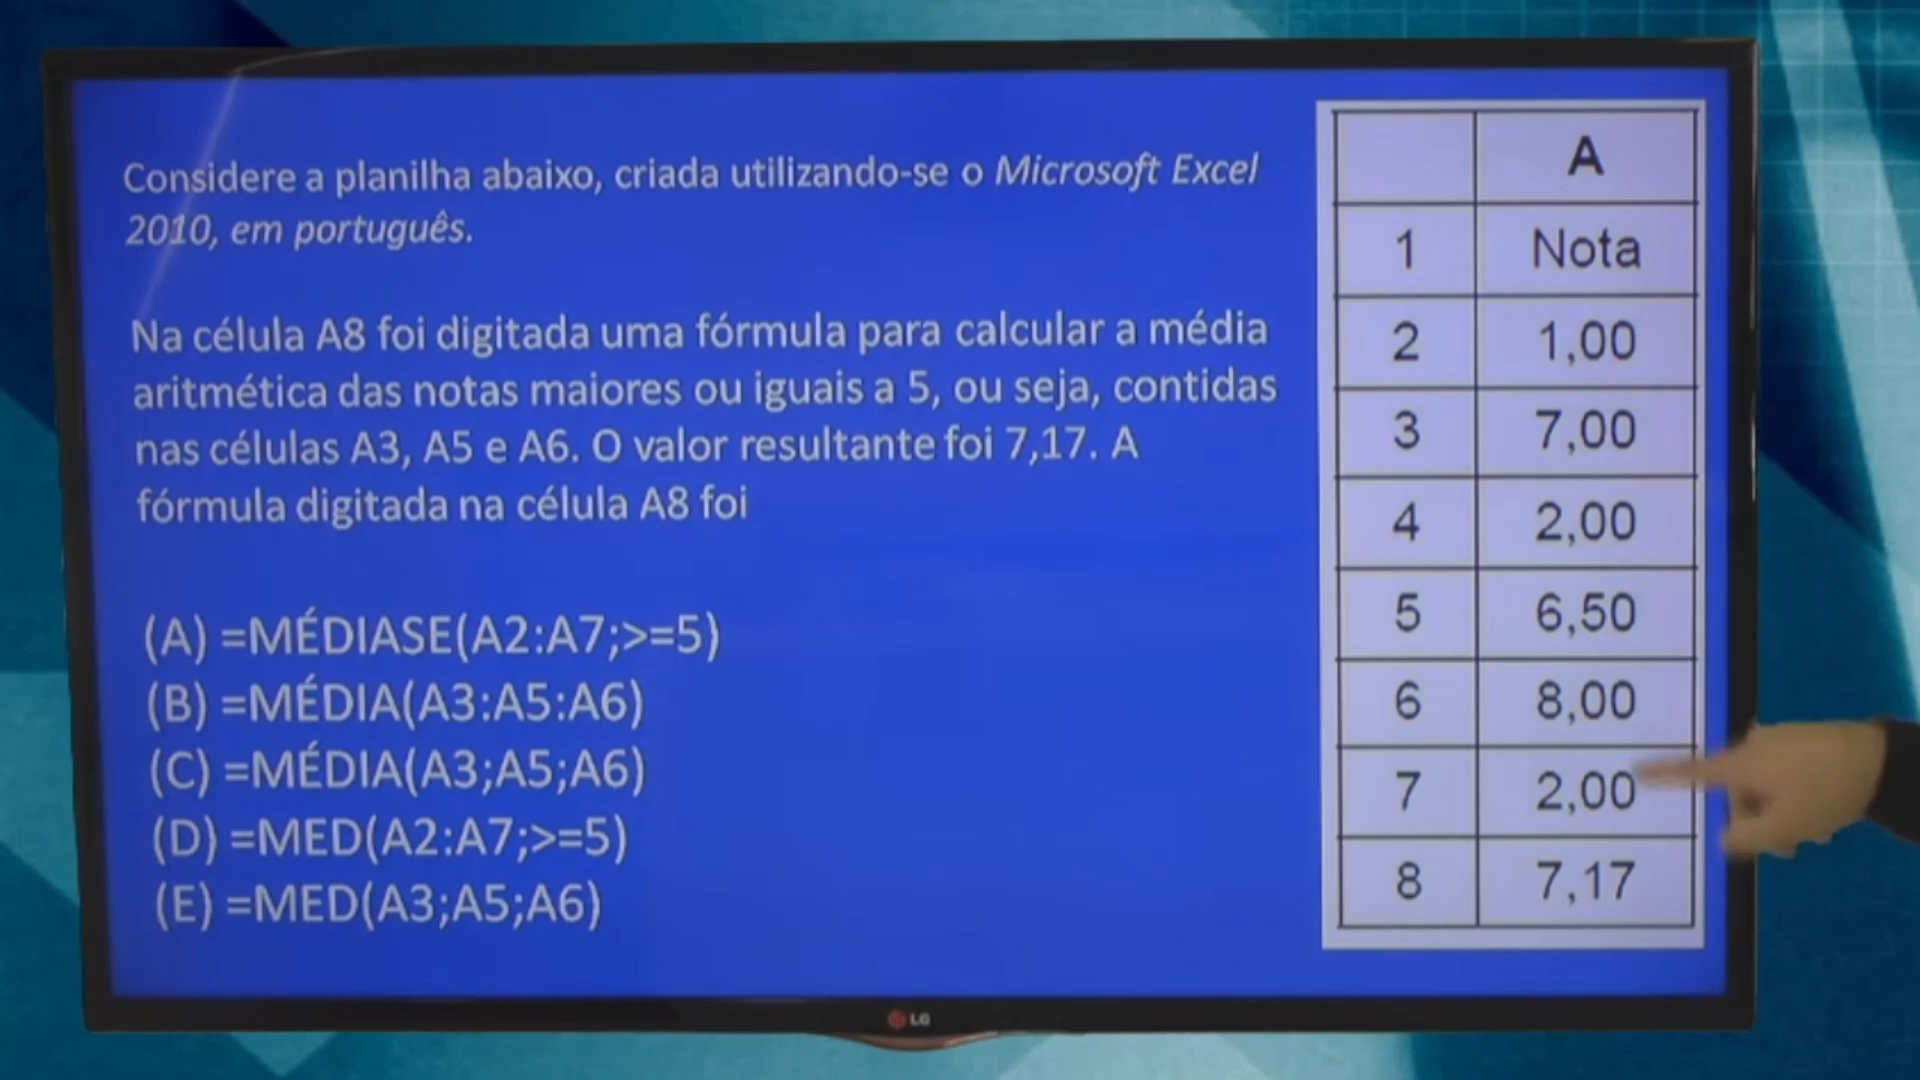 Considere a planilha abaixo, criada utilizando-se o Microsoft Excel
2010, em português.
Na célula A8 foi digitada uma fórmula para calcular a média
aritmética das notas maiores ou iguais a 5, ou seja, contidas
nas células A3, A5 e A6. O valor resultante foi 7,17. A
fórmula digitada na célula A8 foi
(A) =MÉDIASE(A2:A7;>=5)
(B) =MÉDIA(A3:A5:A6)
(C) =MÉDIA(A3;A5;A6)
(D) =MED(A2:A7;>=5)
(E) =MED(A3;A5;A6)
A
1 Nota
2 1,00
3 7,00
4 2,00
5 6,50
6 8,00
7 2,00
8 7,17
LG